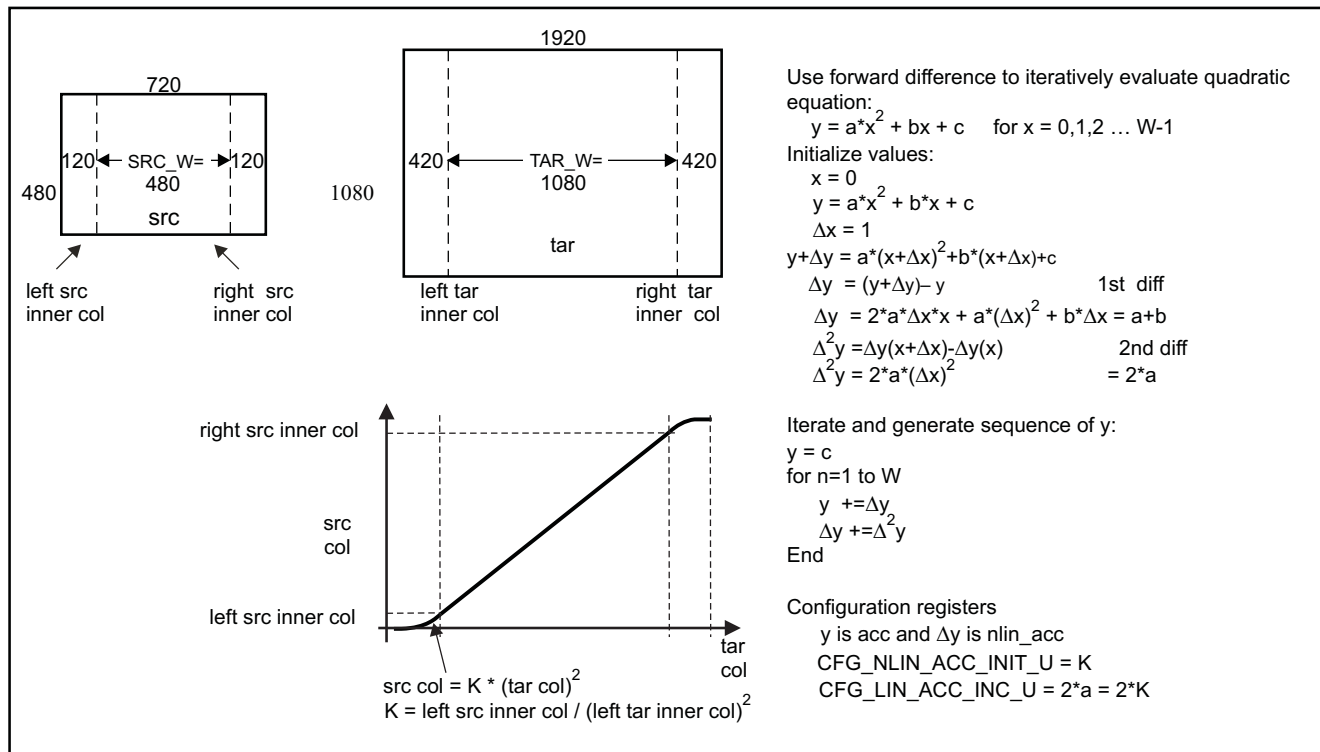 720
120
SRC_W=
120
480
480
src
left src
inner col
right src
inner col
1920
420
TAR_W=
420
1080
1080
tar
left tar
inner col
right tar
inner col
right src inner col
src
col
left src inner col
tar
col
src col = K * (tar col)²
K = left src inner col / (left tar inner col)²
Use forward difference to iteratively evaluate quadratic
equation:
y = a*x² + bx + c for x = 0,1,2 … W-1
Initialize values:
x = 0
y = a*x² + b*x + c
Δx = 1
y+Δy = a*(x+Δx)²+b*(x+Δx)+c
Δy = (y+Δy)– y 1st diff
Δy = 2*a*Δx*x + a*(Δx)² + b*Δx = a+b
Δ²y =Δy(x+Δx)-Δy(x) 2nd diff
Δ²y = 2*a*(Δx)² = 2*a
Iterate and generate sequence of y:
y = c
for n=1 to W
y +=Δy
Δy +=Δ²y
End
Configuration registers
y is acc and Δy is nlin_acc
CFG_NLIN_ACC_INIT_U = K
CFG_LIN_ACC_INC_U = 2*a = 2*K